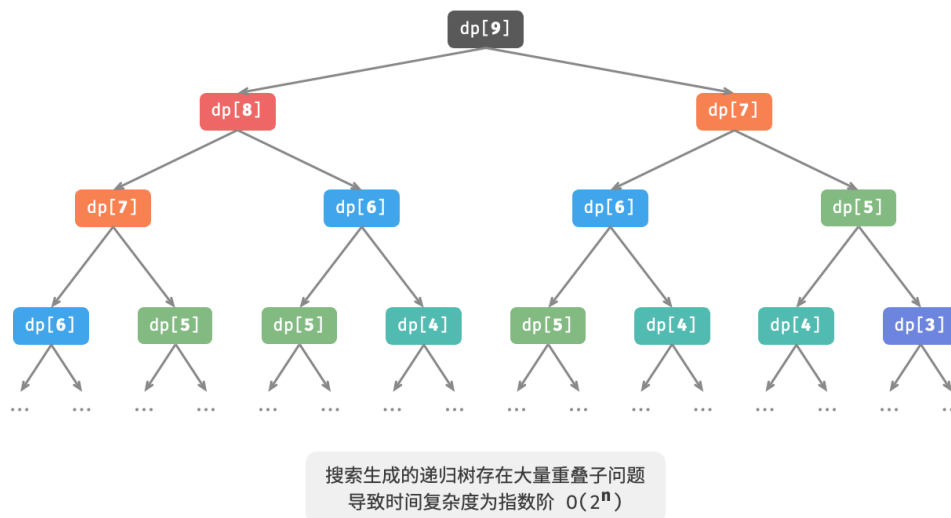 dp[9]
dp[8] dp[7]
dp[7] dp[6] dp[6] dp[5]
dp[6] dp[5] dp[5] dp[4] dp[5] dp[4] dp[4] dp[3]
... ... ... ... ... ... ... ... ... ... ... ... ... ... ... ...
搜索生成的递归树存在大量重叠子问题
导致时间复杂度为指数阶 O(2ⁿ)